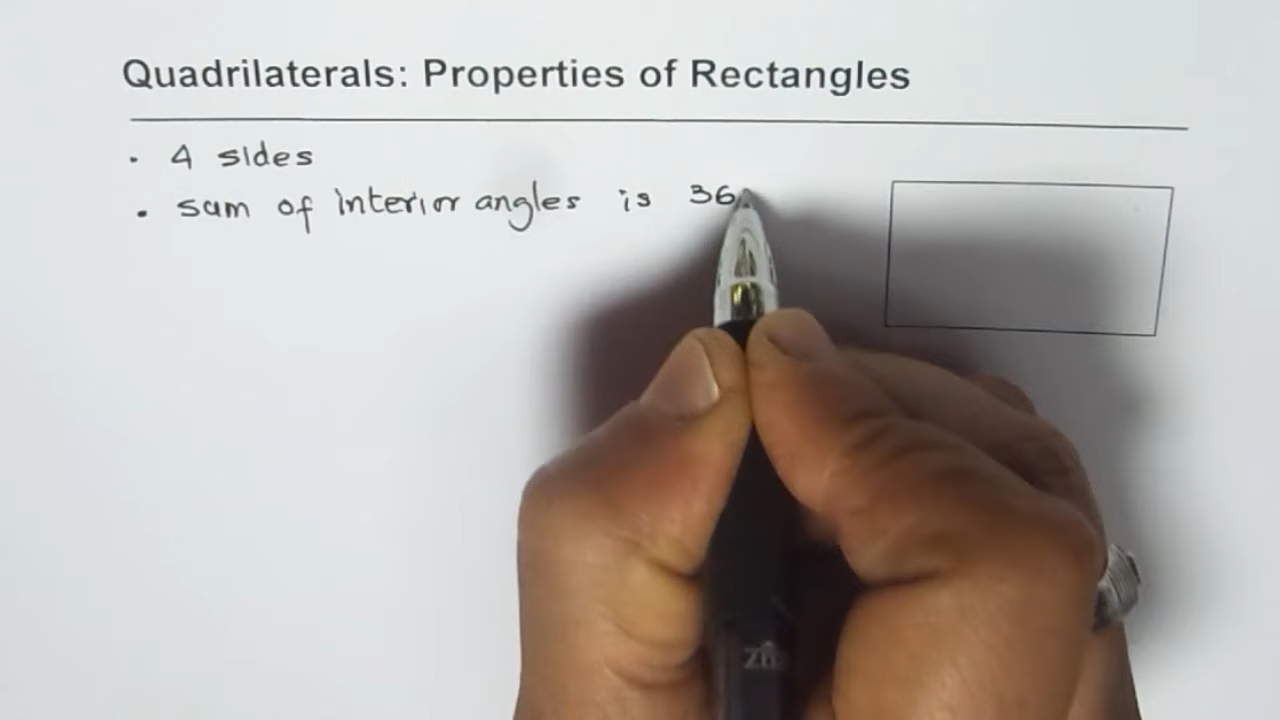 Quadrilaterals: Properties of Rectangles
• 4 sides
• sum of interior angles is 36